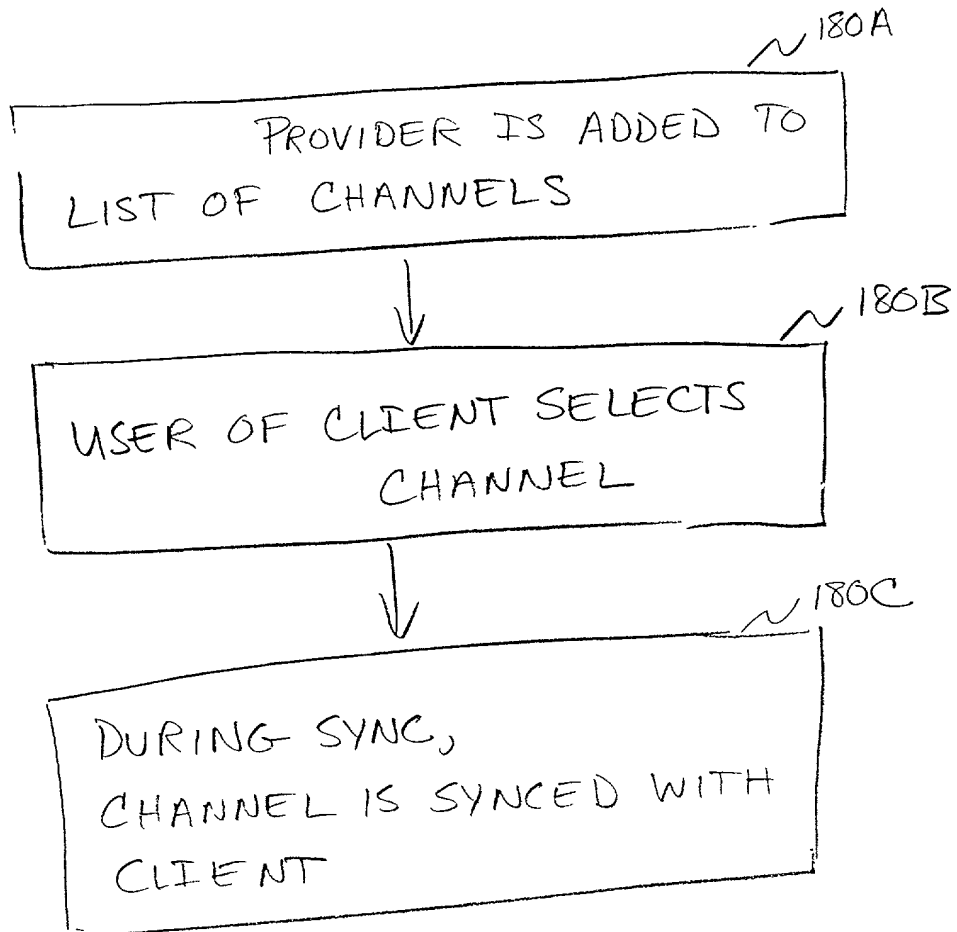 180A
PROVIDER IS ADDED TO
LIST OF CHANNELS
180B
USER OF CLIENT SELECTS
CHANNEL
180C
DURING SYNC,
CHANNEL IS SYNCED WITH
CLIENT